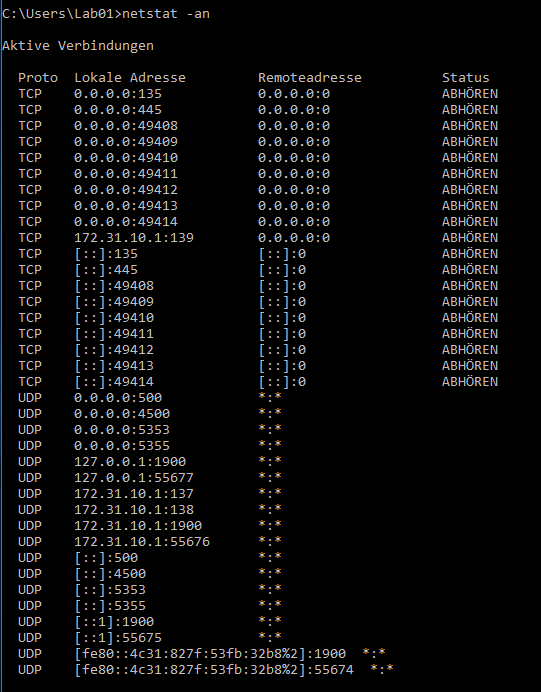 C:\Users\Lab01>netstat -an
Aktive Verbindungen
Proto  Lokale Adresse         Remoteadresse          Status
TCP    0.0.0.0:135            0.0.0.0:0              ABHÖREN
TCP    0.0.0.0:445            0.0.0.0:0              ABHÖREN
TCP    0.0.0.0:49408          0.0.0.0:0              ABHÖREN
TCP    0.0.0.0:49409          0.0.0.0:0              ABHÖREN
TCP    0.0.0.0:49410          0.0.0.0:0              ABHÖREN
TCP    0.0.0.0:49411          0.0.0.0:0              ABHÖREN
TCP    0.0.0.0:49412          0.0.0.0:0              ABHÖREN
TCP    0.0.0.0:49413          0.0.0.0:0              ABHÖREN
TCP    0.0.0.0:49414          0.0.0.0:0              ABHÖREN
TCP    172.31.10.1:139        0.0.0.0:0              ABHÖREN
TCP    [::]:135               [::]:0                 ABHÖREN
TCP    [::]:445               [::]:0                 ABHÖREN
TCP    [::]:49408             [::]:0                 ABHÖREN
TCP    [::]:49409             [::]:0                 ABHÖREN
TCP    [::]:49410             [::]:0                 ABHÖREN
TCP    [::]:49411             [::]:0                 ABHÖREN
TCP    [::]:49412             [::]:0                 ABHÖREN
TCP    [::]:49413             [::]:0                 ABHÖREN
TCP    [::]:49414             [::]:0                 ABHÖREN
UDP    0.0.0.0:500            *:*
UDP    0.0.0.0:4500           *:*
UDP    0.0.0.0:5353           *:*
UDP    0.0.0.0:5355           *:*
UDP    127.0.0.1:1900         *:*
UDP    127.0.0.1:55677        *:*
UDP    172.31.10.1:137        *:*
UDP    172.31.10.1:138        *:*
UDP    172.31.10.1:1900       *:*
UDP    172.31.10.1:55676      *:*
UDP    [::]:500               *:*
UDP    [::]:4500              *:*
UDP    [::]:5353              *:*
UDP    [::]:5355              *:*
UDP    [::1]:1900             *:*
UDP    [::1]:55675            *:*
UDP    [fe80::4c31:827f:53fb:32b8%2]:1900  *:*
UDP    [fe80::4c31:827f:53fb:32b8%2]:55674  *:*